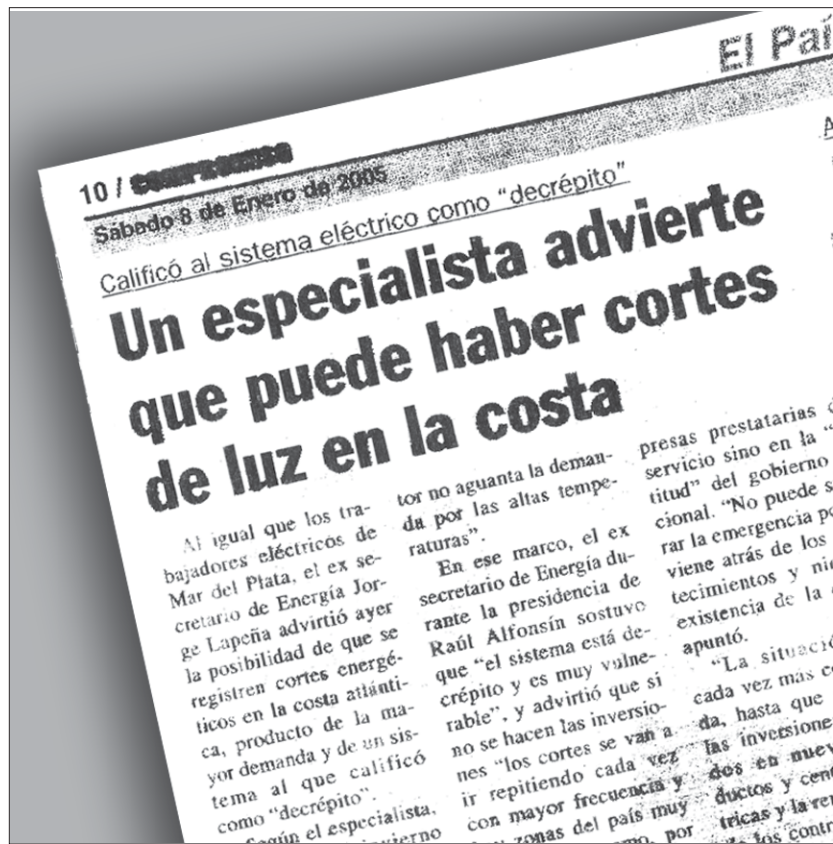 El Paí
10 / COMPROMISO
Sábado 8 de Enero de 2005
Calificó al sistema eléctrico como "decrépito"
Un especialista advierte
que puede haber cortes
de luz en la costa
Al igual que los tra-
bajadores eléctricos de
Mar del Plata, el ex se-
cretario de Energía Jor-
ge Lapeña advirtió ayer
la posibilidad de que se
registren cortes energé-
ticos en la costa atlánti-
ca, producto de la ma-
yor demanda y de un sis-
tema al que calificó
como "decrépito".
Según el especialista,
invierno
tor no aguanta la deman-
da por las altas tempe-
raturas".
En ese marco, el ex
secretario de Energía du-
rante la presidencia de
Raúl Alfonsín sostuvo
que "el sistema está de-
crépito y es muy vulne-
rable", y advirtió que si
no se hacen las inversio-
nes "los cortes se van a
ir repitiendo cada vez
con mayor frecuencia y
zonas del país muy
por
presas prestatarias d
servicio sino en la "
titud" del gobierno
cional. "No puede s
rar la emergencia po
viene atrás de los
tecimientos y nie
existencia de la
apuntó.
"La situació
cada vez más co
da, hasta que
las inversione
dos en nuev
ductos y cent
tricas y la re
los contr